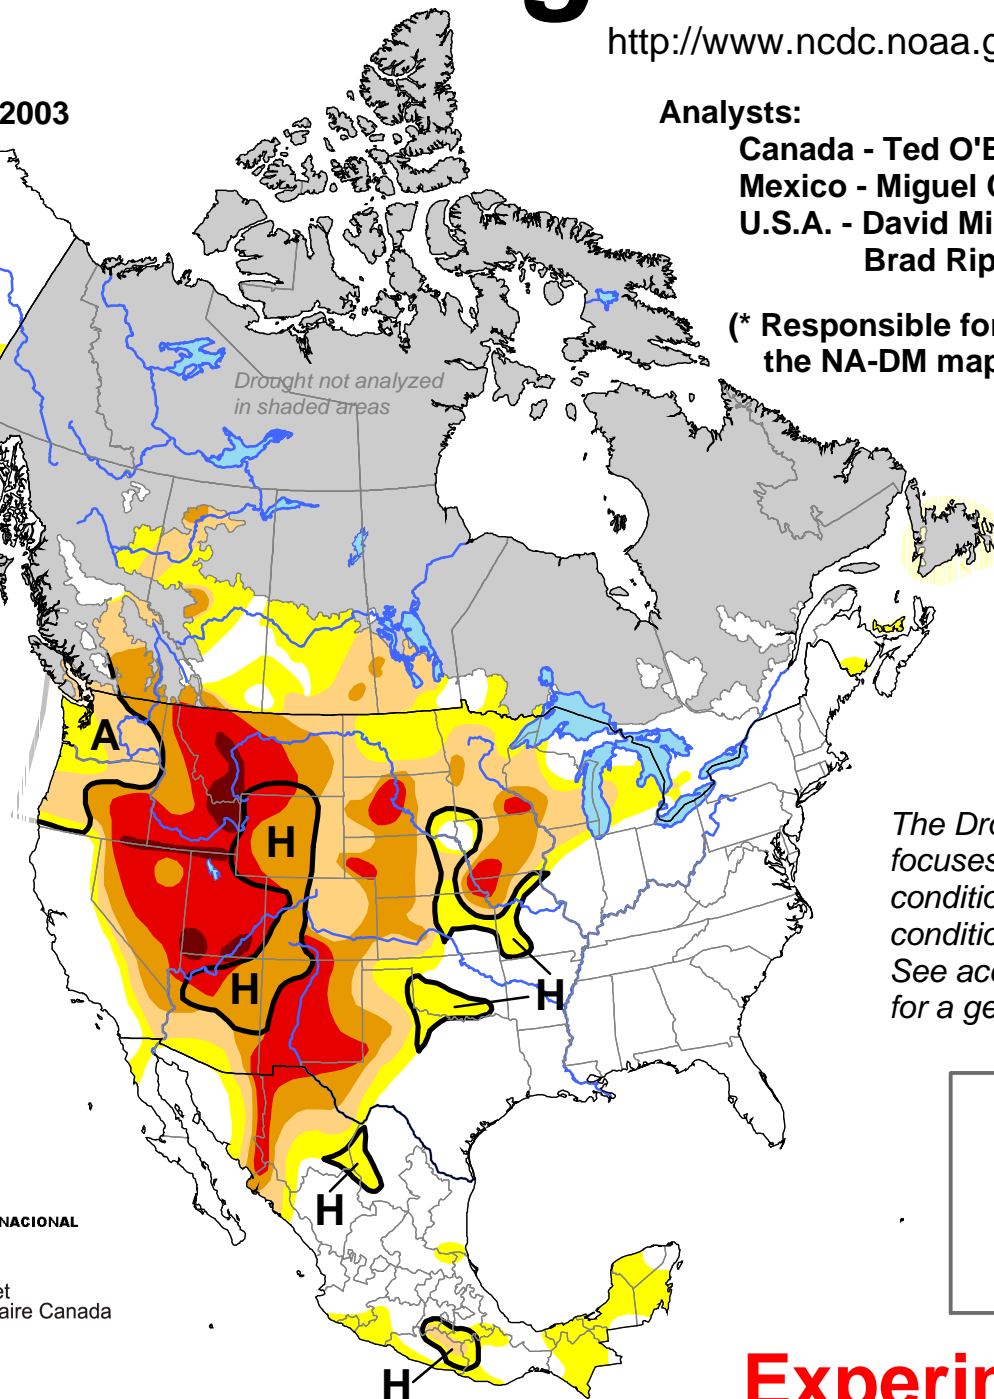 http://www.ncdc.noaa.g
2003
Analysts:
Canada - Ted O'B
Mexico - Miguel
U.S.A. - David Mi
Brad Rip
(* Responsible for
the NA-DM map
Drought not analyzed
in shaded areas
A
H
H
H
H
H
The Dro
focuses
conditio
conditio
See acc
for a ge
NACIONAL
et
aire Canada
Experin